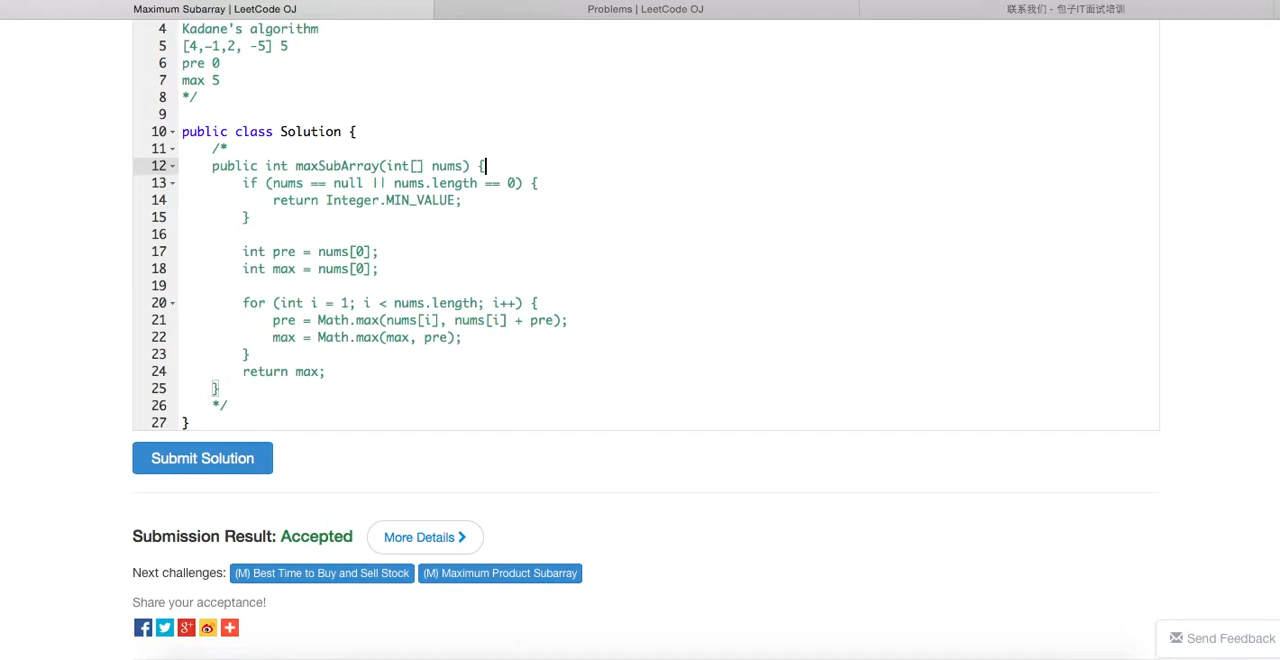 Maximum Subarray | LeetCode OJ
Problems | LeetCode OJ
联系我们 - 包子IT面试培训
4 Kadane's algorithm
5 [4,-1,2, -5] 5
6 pre 0
7 max 5
8 */
9
10 public class Solution {
11 /*
12 public int maxSubArray(int[] nums) {
13 if (nums == null || nums.length == 0) {
14 return Integer.MIN_VALUE;
15 }
16
17 int pre = nums[0];
18 int max = nums[0];
19
20 for (int i = 1; i < nums.length; i++) {
21 pre = Math.max(nums[i], nums[i] + pre);
22 max = Math.max(max, pre);
23 }
24 return max;
25 }
26 */
27 }
Submit Solution
Submission Result: Accepted More Details
Next challenges: (M) Best Time to Buy and Sell Stock (M) Maximum Product Subarray
Share your acceptance!
Send Feedback